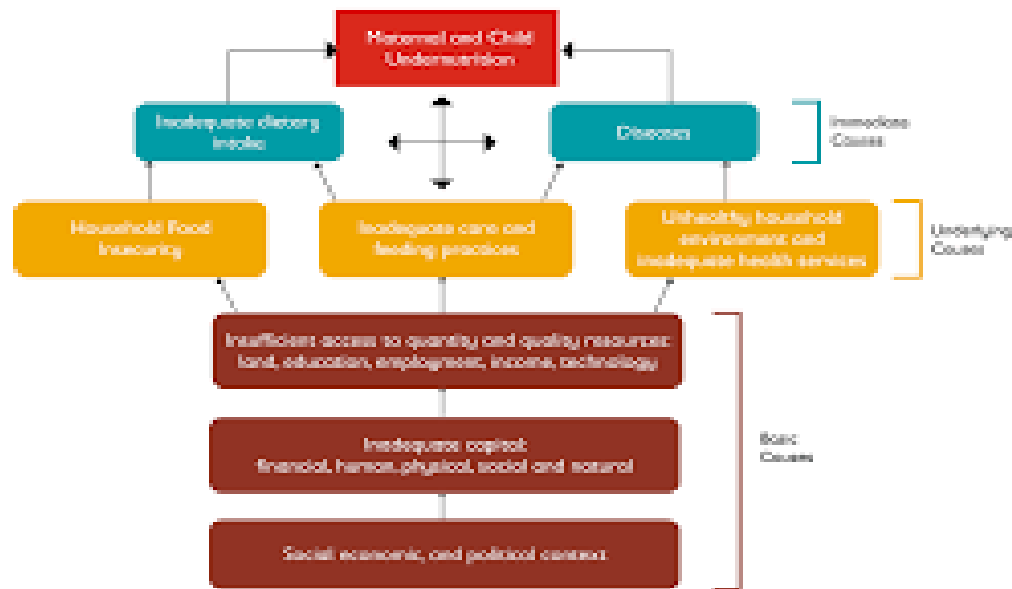 Maternal and Child
Undernutrition
Inadequate dietary
intake
Diseases
Immediate
Causes
Household Food
Insecurity
Inadequate care and
feeding practices
Unhealthy household
environment and
inadequate health services
Underlying
Causes
Insufficient access to quantity and quality resources:
land, education, employment, income, technology
Inadequate capital:
financial, human, physical, social and natural
Basic
Causes
Social economic, and political context